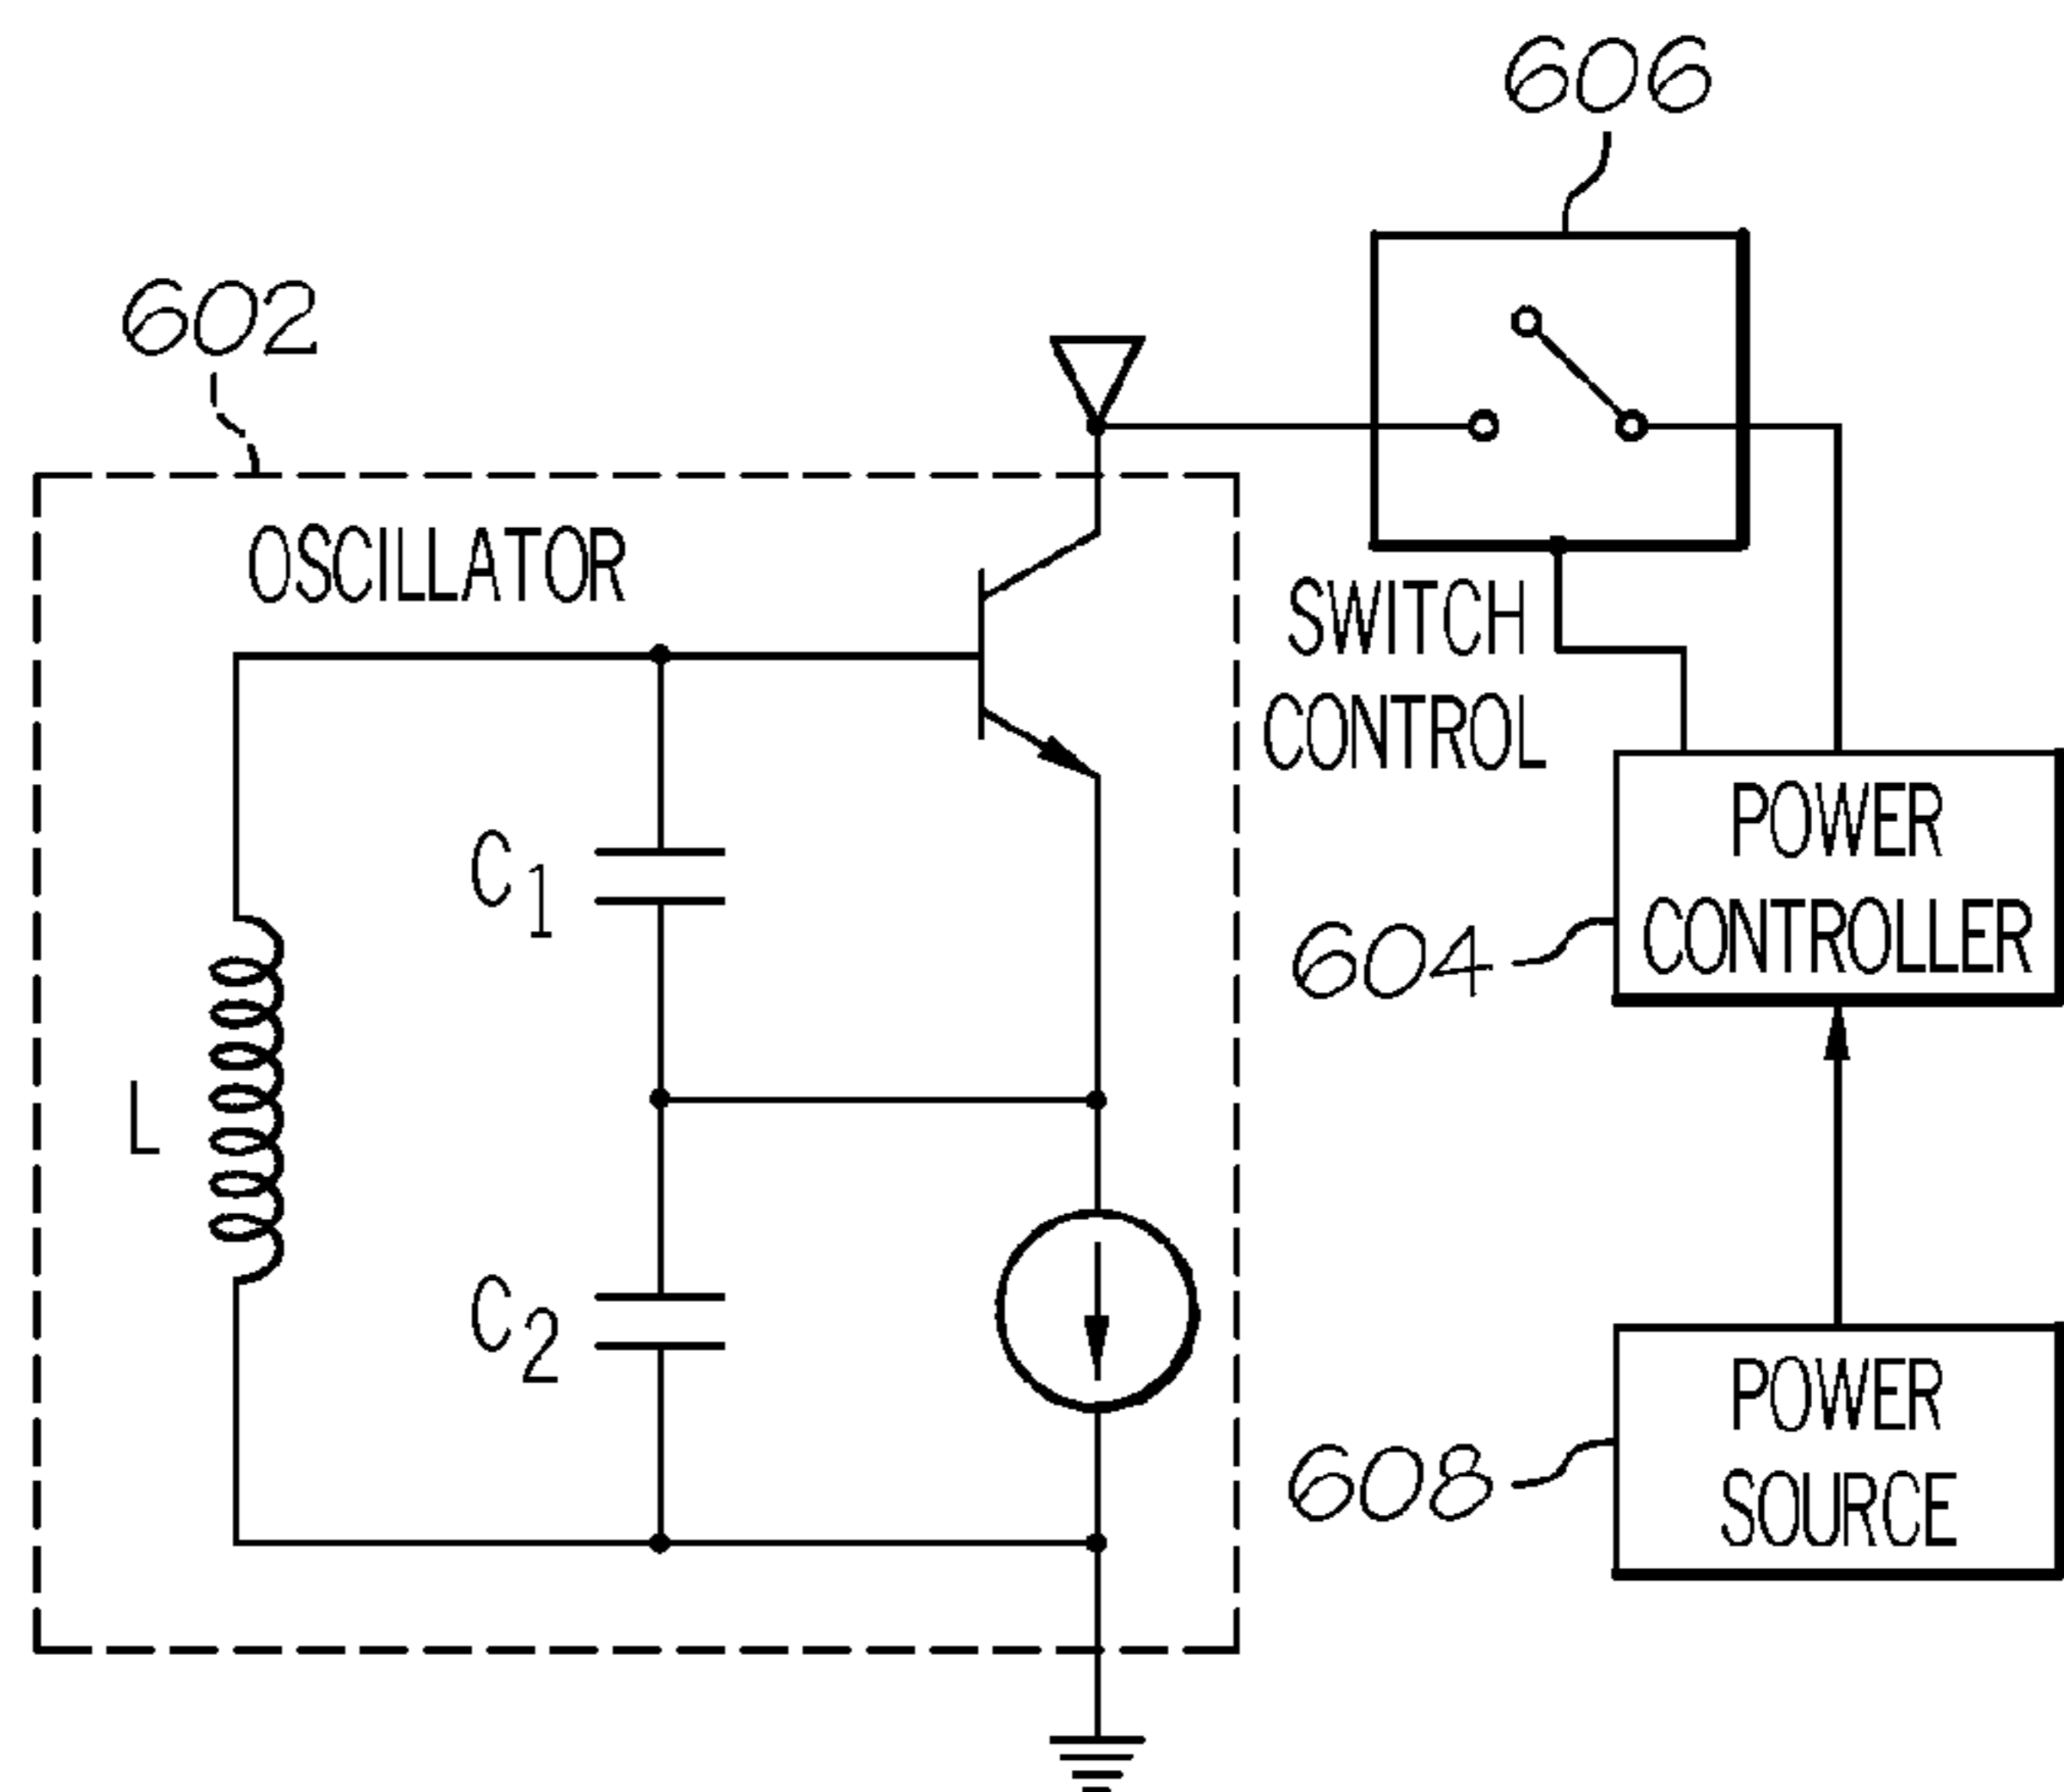 606
602
OSCILLATOR
SWITCH
CONTROL
POWER
CONTROLLER
604
C1
L
C2
POWER
SOURCE
608